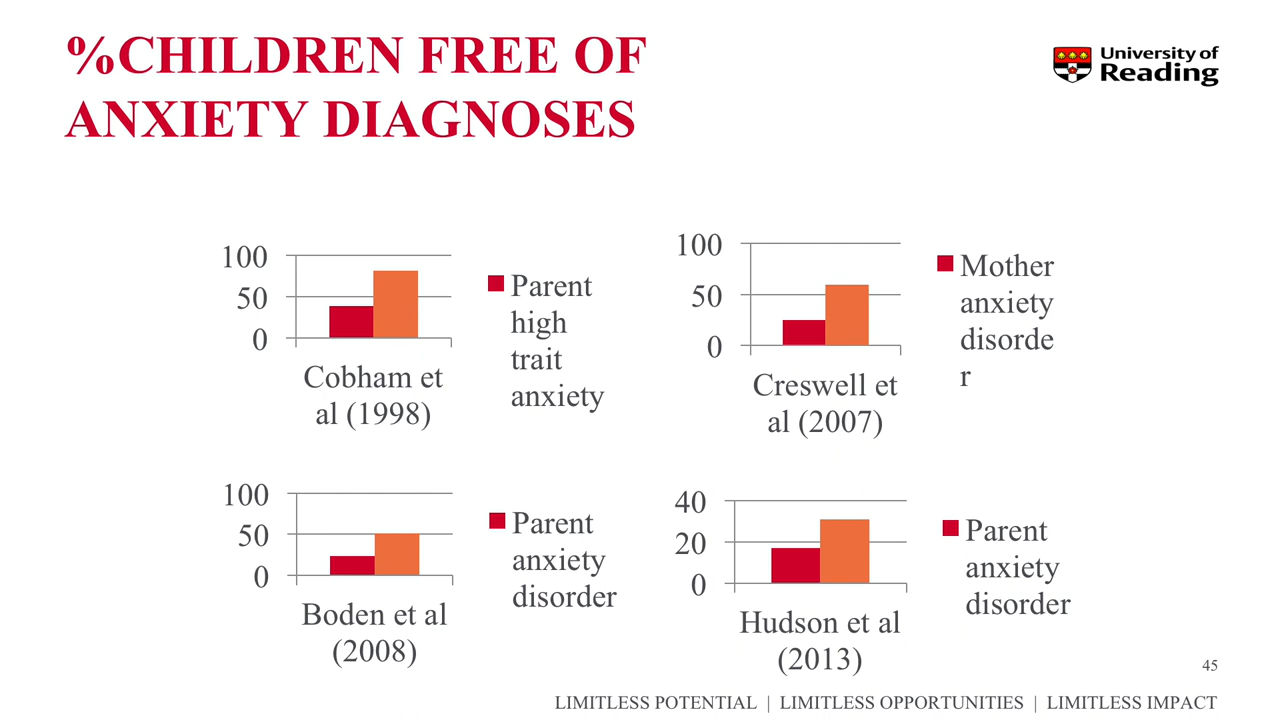 %CHILDREN FREE OF
ANXIETY DIAGNOSES
University of
Reading
100
50
0
Cobham et
al (1998)
Parent
high
trait
anxiety
100
50
0
Creswell et
al (2007)
Mother
anxiety
disorde
r
100
50
0
Boden et al
(2008)
Parent
anxiety
disorder
40
20
0
Hudson et al
(2013)
Parent
anxiety
disorder
45
LIMITLESS POTENTIAL | LIMITLESS OPPORTUNITIES | LIMITLESS IMPACT